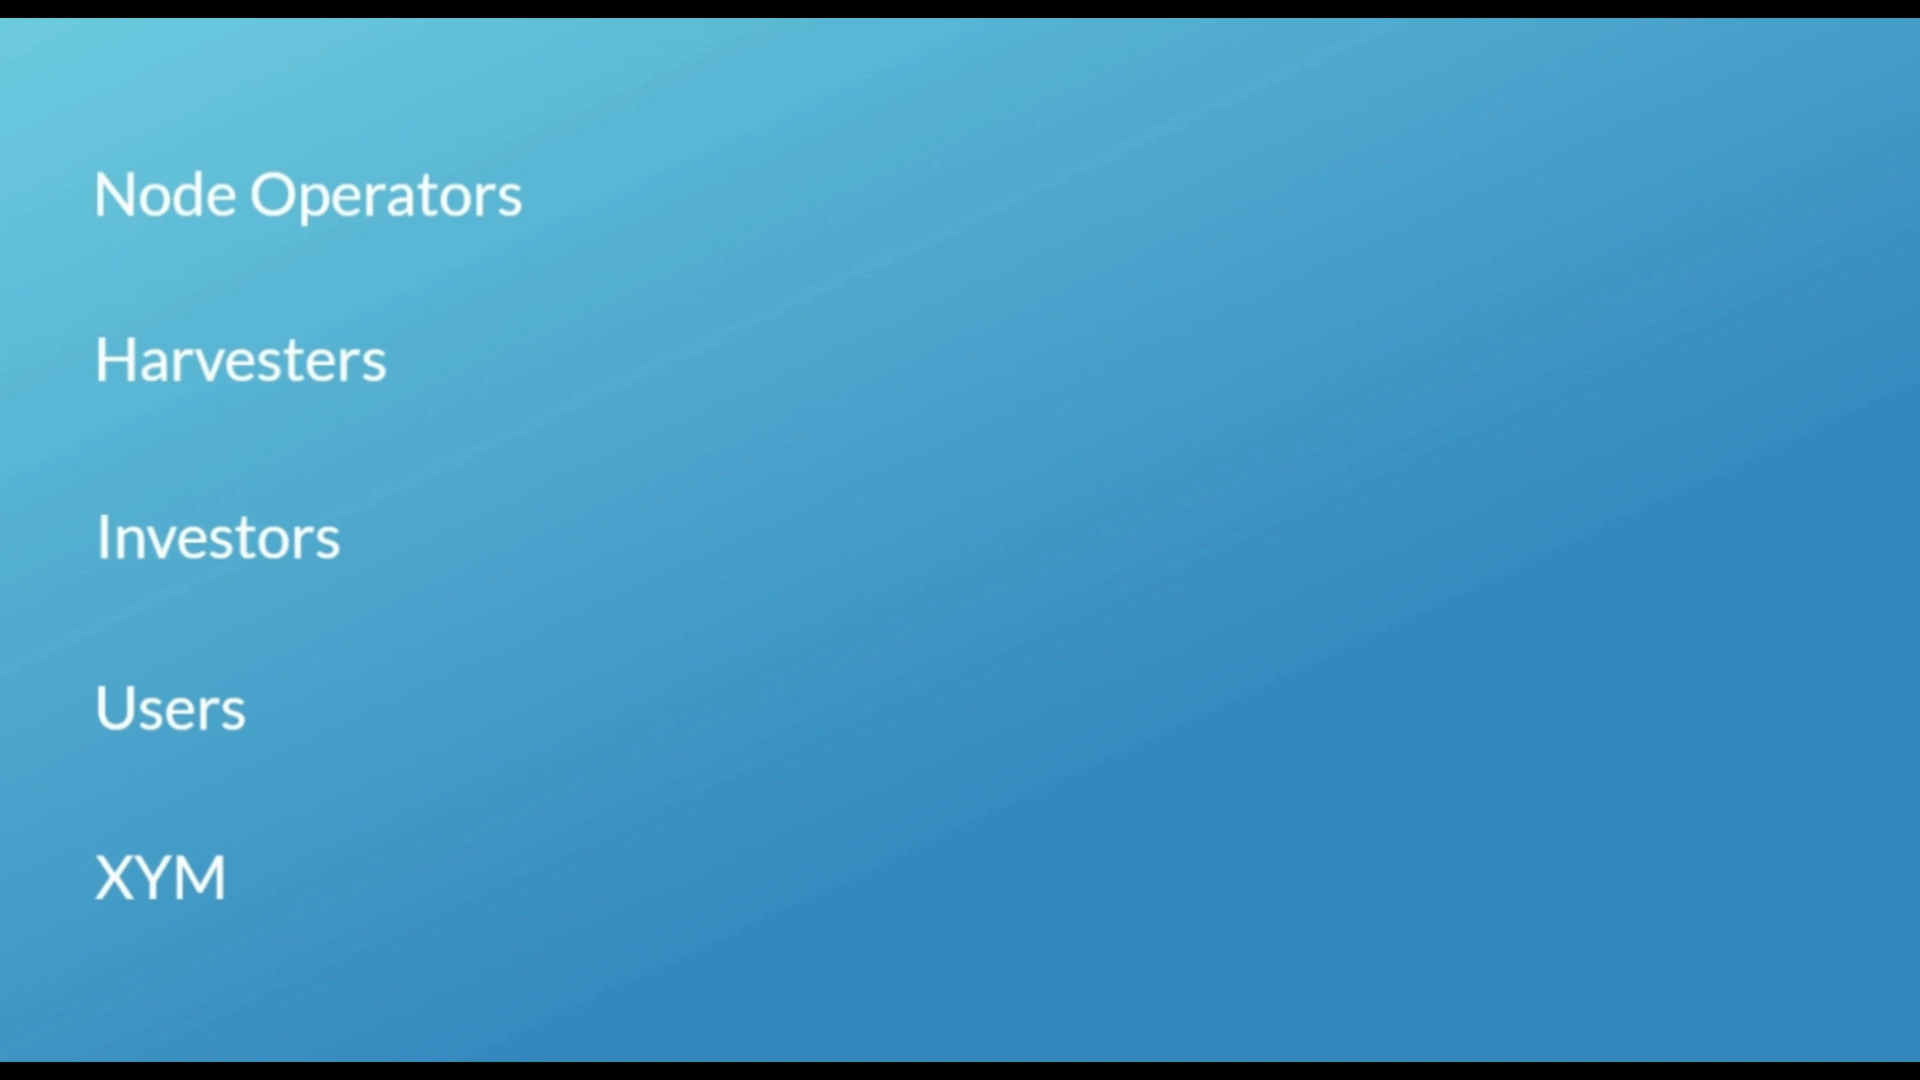 Node Operators
Harvesters
Investors
Users
XYM